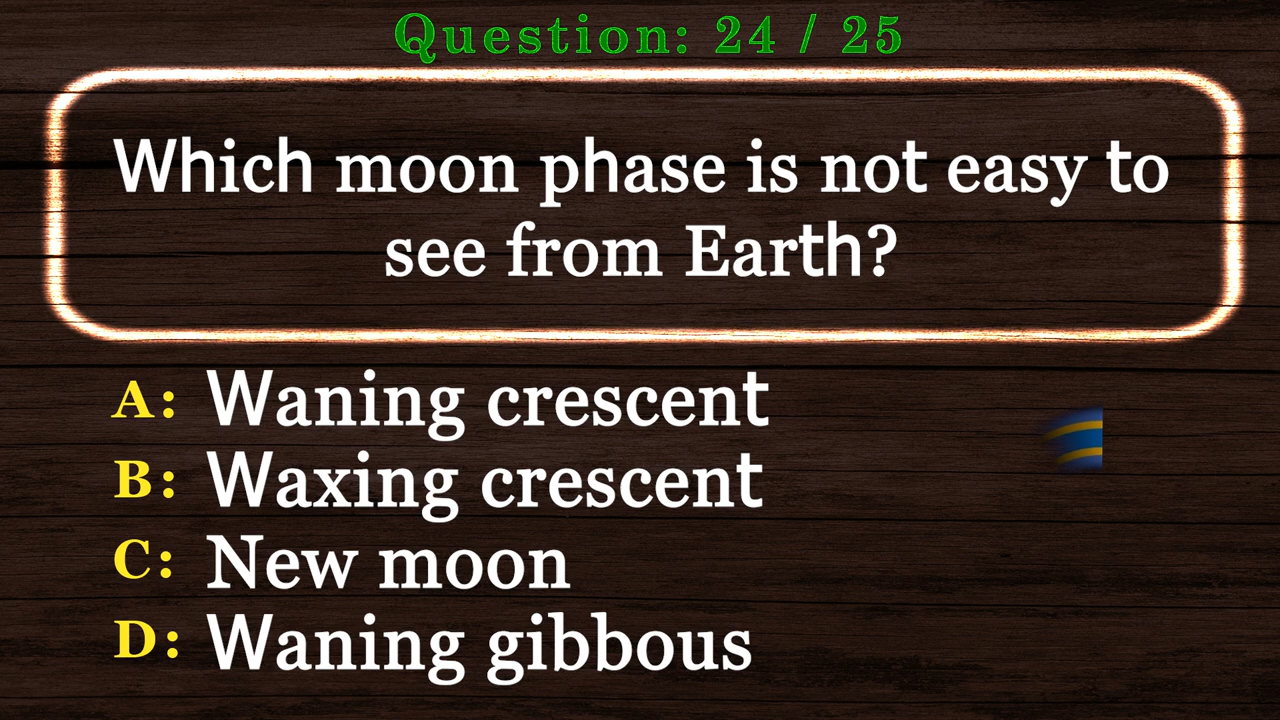 Question: 24 / 25
Which moon phase is not easy to
see from Earth?
A: Waning crescent
B: Waxing crescent
C: New moon
D: Waning gibbous